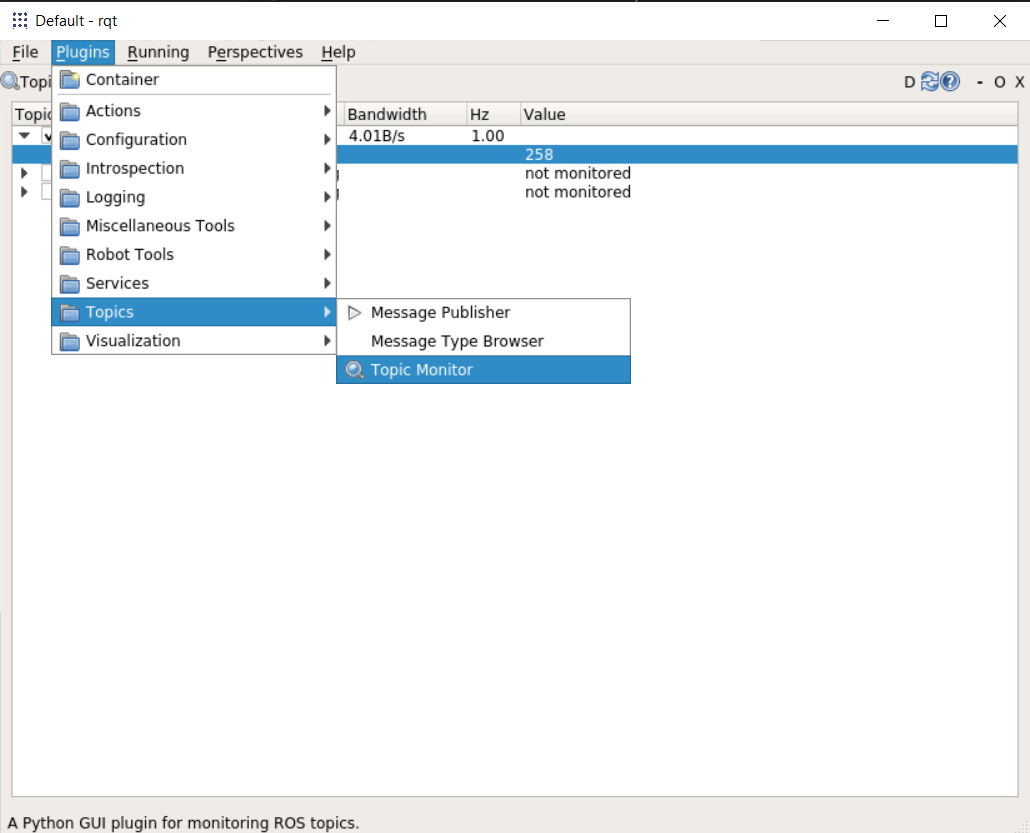 Default - rqt
File Plugins Running Perspectives Help
Topi D - O X
Container
Topic Bandwidth Hz Value
Actions
4.01B/s 1.00
Configuration
258
Introspection
not monitored
Logging
not monitored
Miscellaneous Tools
Robot Tools
Services
Topics
Message Publisher
Visualization
Message Type Browser
Topic Monitor
A Python GUI plugin for monitoring ROS topics.